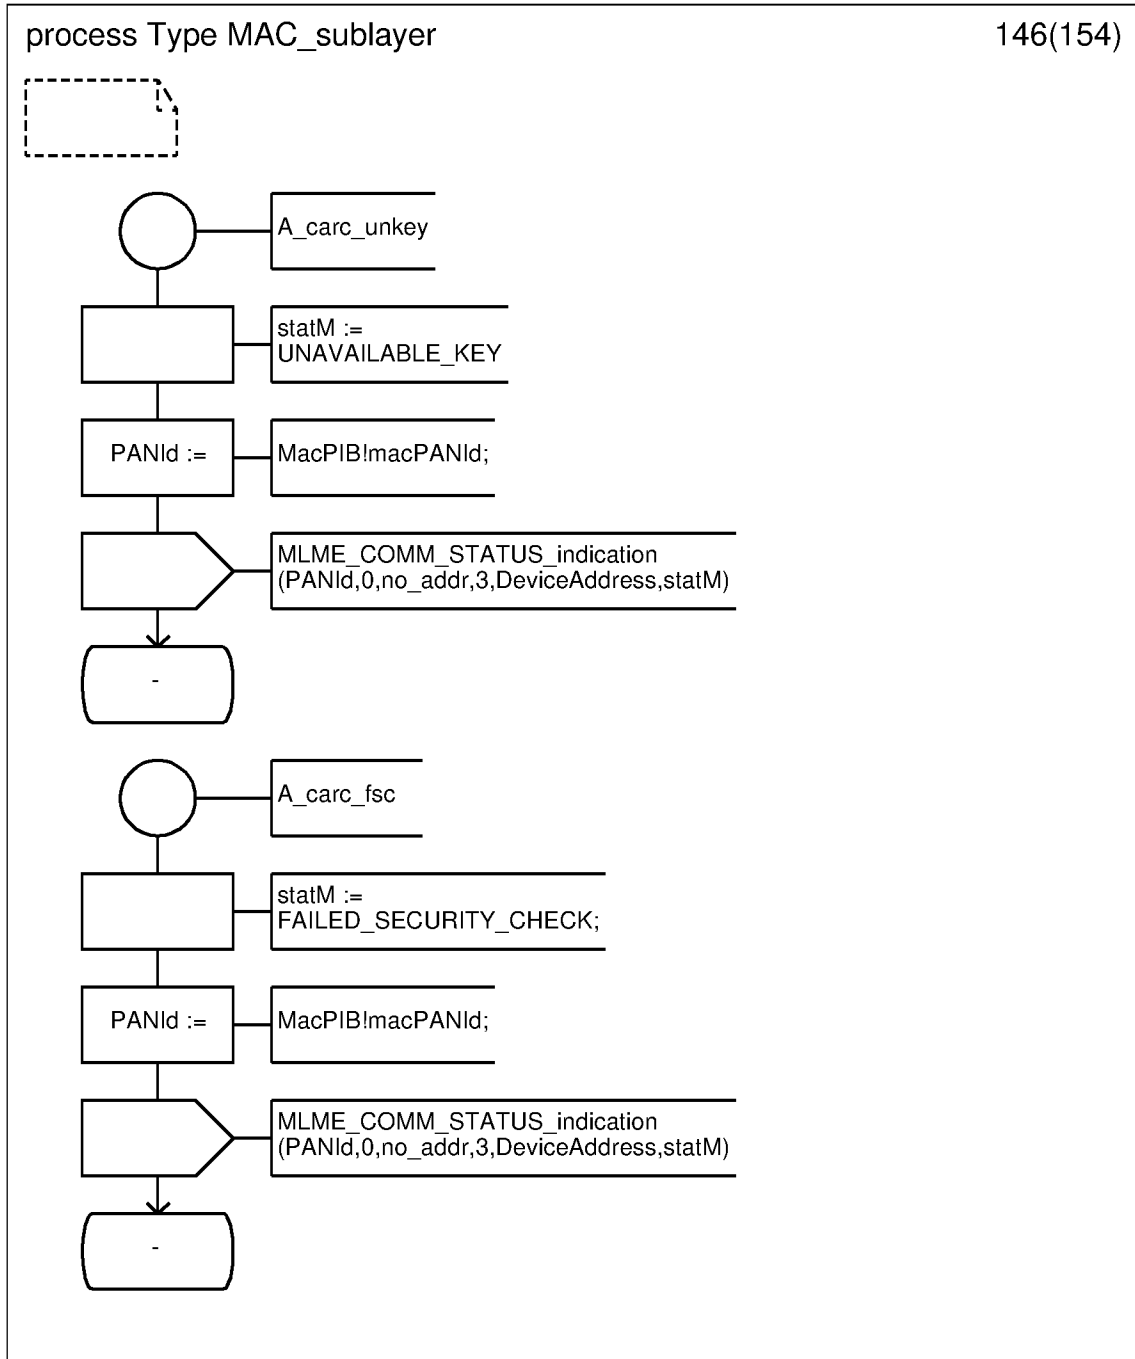 process Type MAC_sublayer
146(154)
A_carc_unkey
statM :=
UNAVAILABLE_KEY
PANId :=
MacPIB!macPANId;
MLME_COMM_STATUS_indication
(PANId,0,no_addr,3,DeviceAddress,statM)
-
A_carc_fsc
statM :=
FAILED_SECURITY_CHECK;
PANId :=
MacPIB!macPANId;
MLME_COMM_STATUS_indication
(PANId,0,no_addr,3,DeviceAddress,statM)
-